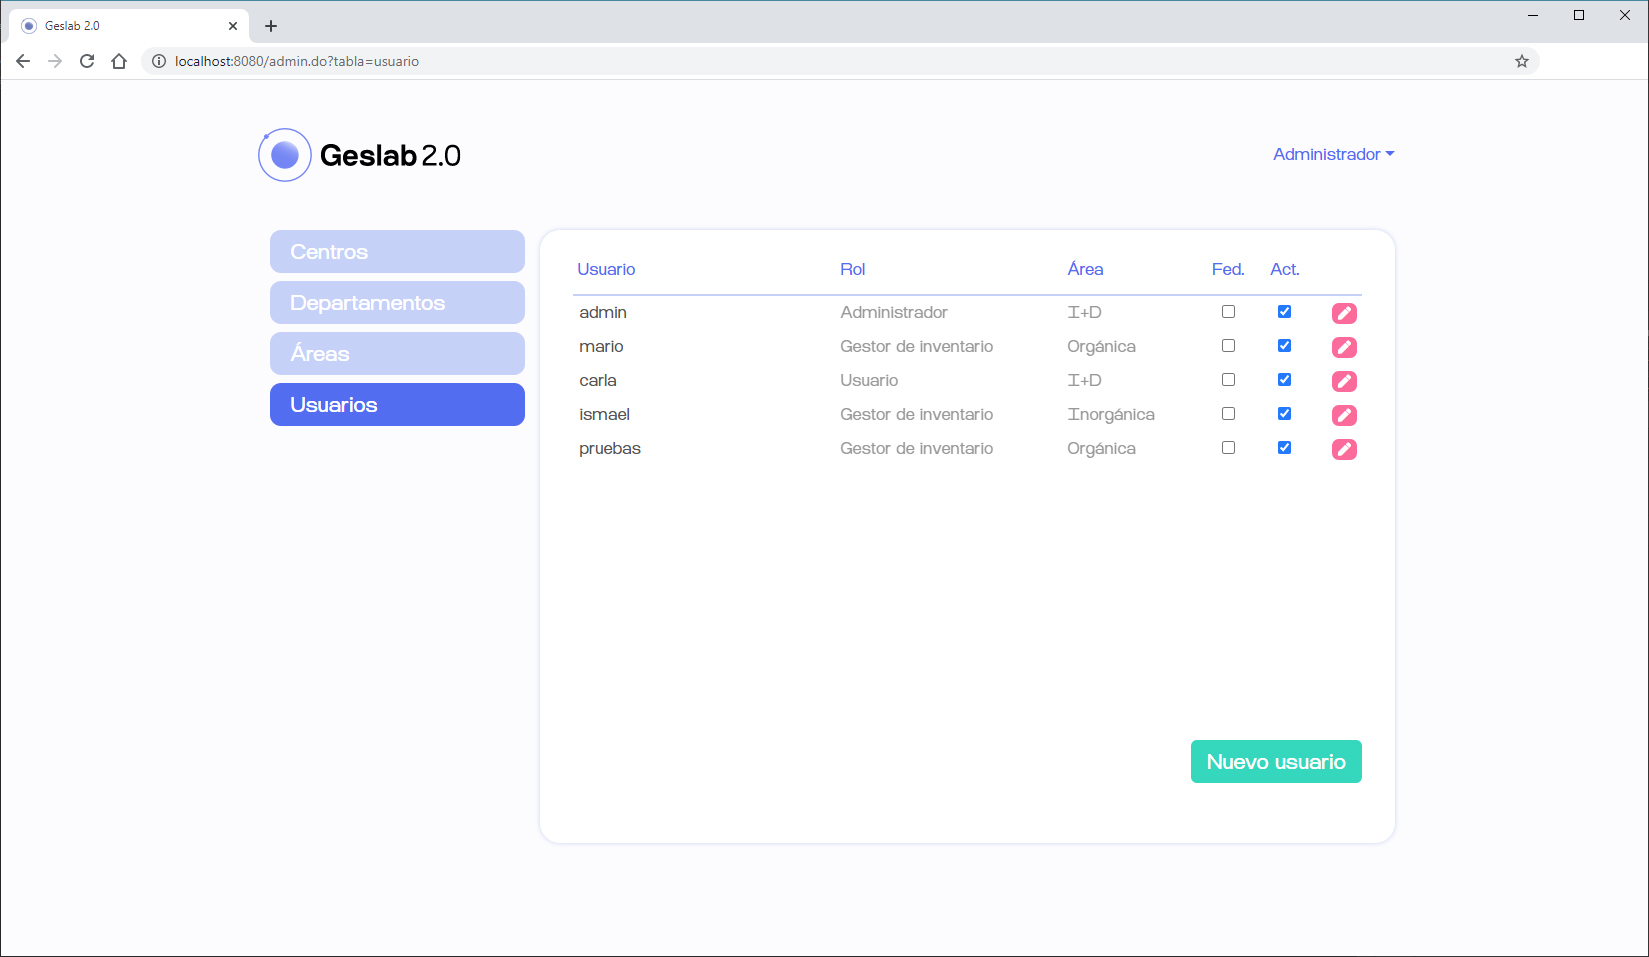 Geslab 2.0
localhost:8080/admin.do?tabla=usuario
Geslab 2.0
Administrador
Centros
Departamentos
Áreas
Usuarios
Usuario Rol Área Fed. Act.
admin Administrador I+D
mario Gestor de inventario Orgánica
carla Usuario I+D
ismael Gestor de inventario Inorgánica
pruebas Gestor de inventario Orgánica
Nuevo usuario